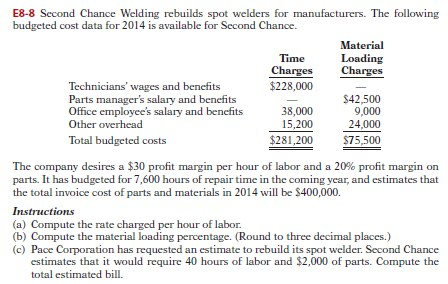 E8-8 Second Chance Welding rebuilds spot welders for manufacturers. The following
budgeted cost data for 2014 is available for Second Chance.
Time Charges Material Loading Charges
Technicians' wages and benefits $228,000 —
Parts manager's salary and benefits — $42,500
Office employee's salary and benefits 38,000 9,000
Other overhead 15,200 24,000
Total budgeted costs $281,200 $75,500
The company desires a $30 profit margin per hour of labor and a 20% profit margin on
parts. It has budgeted for 7,600 hours of repair time in the coming year, and estimates that
the total invoice cost of parts and materials in 2014 will be $400,000.
Instructions
(a) Compute the rate charged per hour of labor.
(b) Compute the material loading percentage. (Round to three decimal places.)
(c) Pace Corporation has requested an estimate to rebuild its spot welder. Second Chance
estimates that it would require 40 hours of labor and $2,000 of parts. Compute the
total estimated bill.